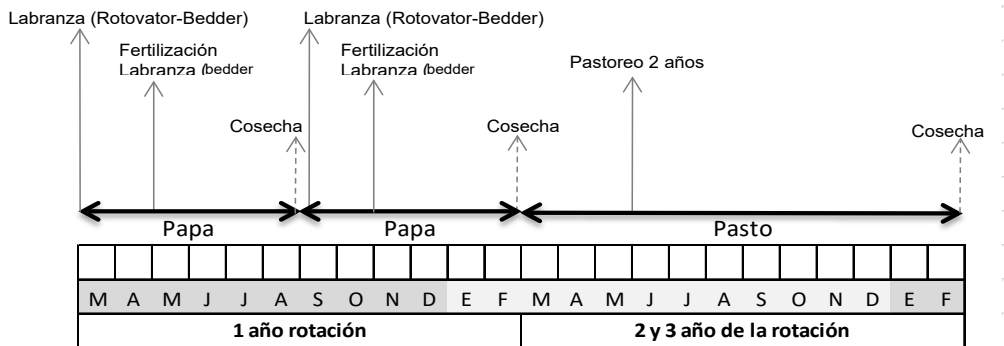 Labranza (Rotovator-Bedder)
Labranza (Rotovator-Bedder)
Fertilización
Labranza (bedder
Fertilización
Labranza (bedder
Pastoreo 2 años
Cosecha
Cosecha
Cosecha
Papa
Papa
Pasto
M A M J J A S O N D E F M A M J J A S O N D E F
1 año rotación
2 y 3 año de la rotación